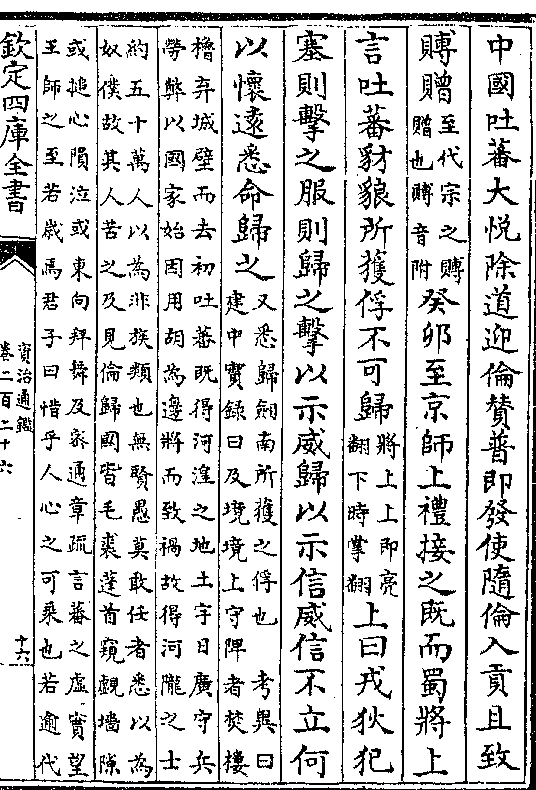 中國吐蕃大悦除道迎倫贊普即發使隨倫入貢且致
賻贈至代宗之賻贈也賻音附癸卯至京師上禮接之既而蜀將上
言吐蕃豺狼所獲俘不可歸將上上即亮翻下時掌翻上曰戎狄犯
塞則擊之服則歸之擊以示威歸以示信威信不立何
以懷遠悉命歸之又悉歸劒南所獲之俘也考異曰建中實録曰及境境上守陴者焚樓
櫓弃城壁而去初吐蕃既得河湟之地土宇日廣守兵勞弊以國家始因用胡為邊將而致禍故得河隴之士
約五十萬人以為非族類也無賢愚莫敢任者悉以為奴僕故其人苦之及見倫歸國皆毛裘蓬首窺覷墻隙
或搥心隕泣或東向拜舞及密通章疏言蕃之虚實望王師之至若歲焉君子曰惜乎人心之可乘也若逾代
欽定四庫全書
資治通鑑
卷二百二十六
十六